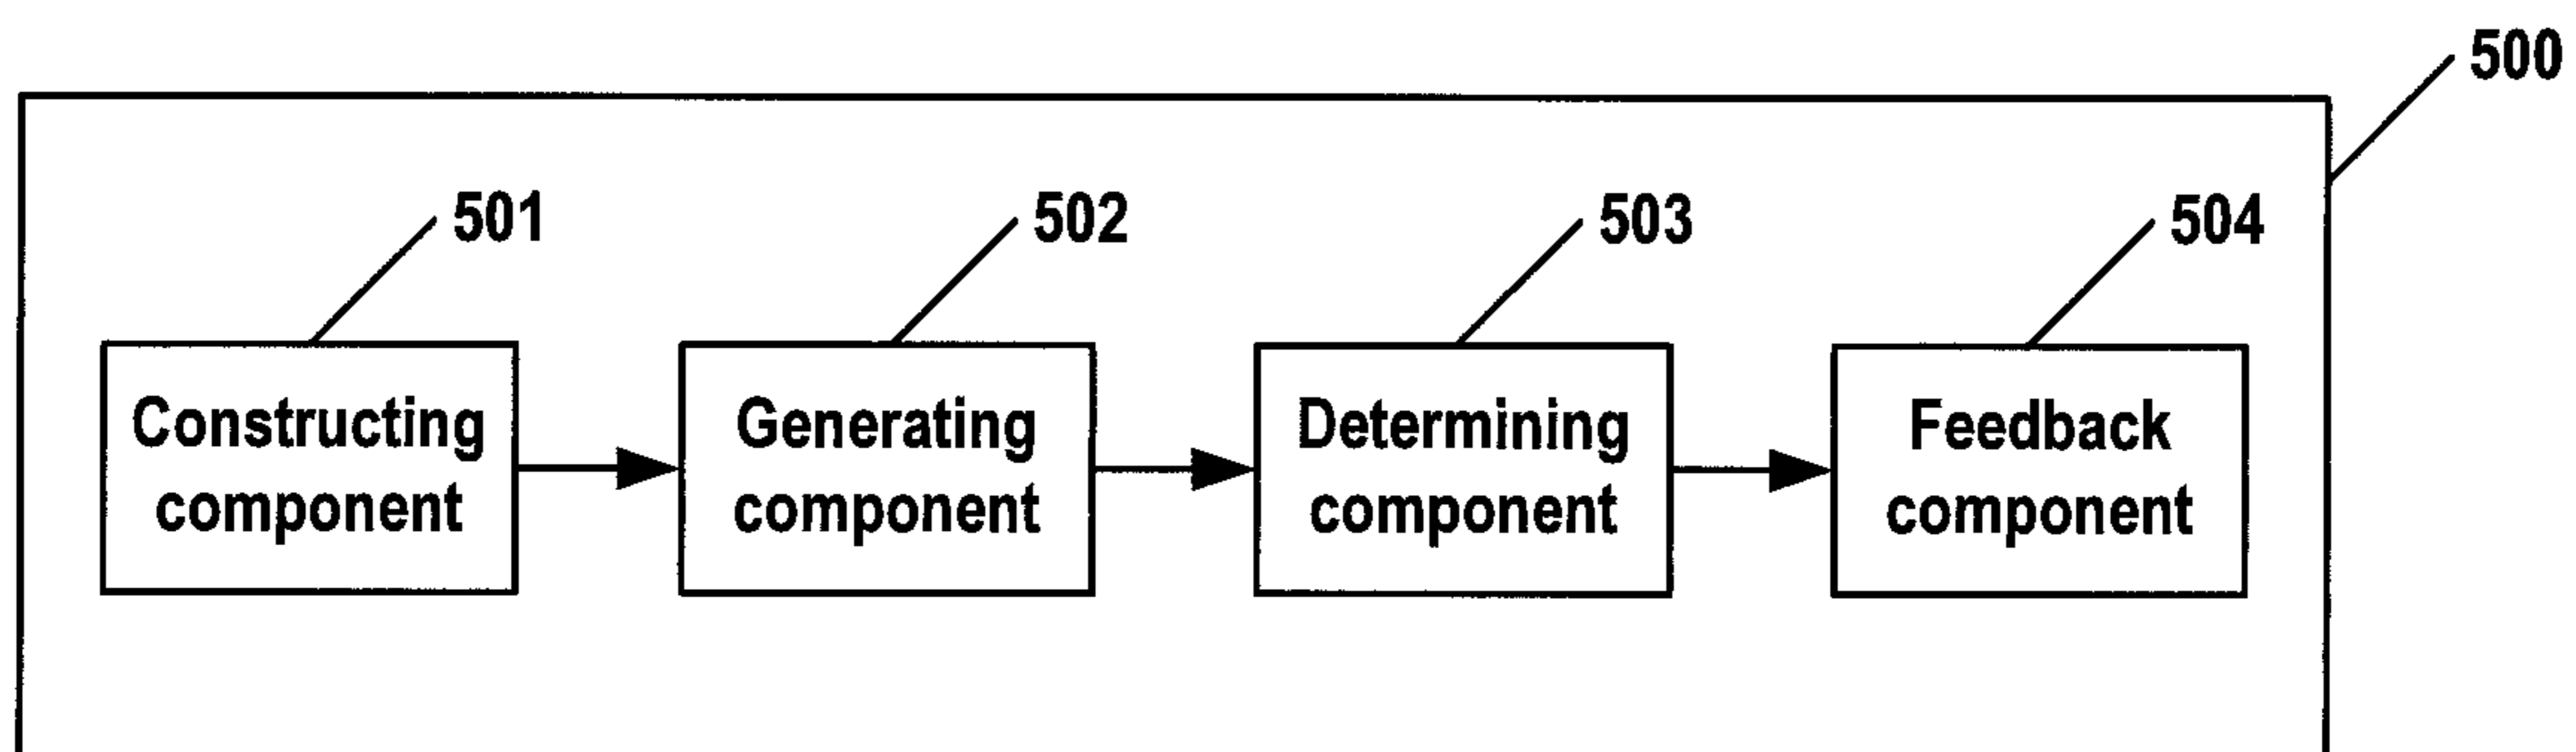 500
501
502
503
504
Constructing
component
Generating
component
Determining
component
Feedback
component